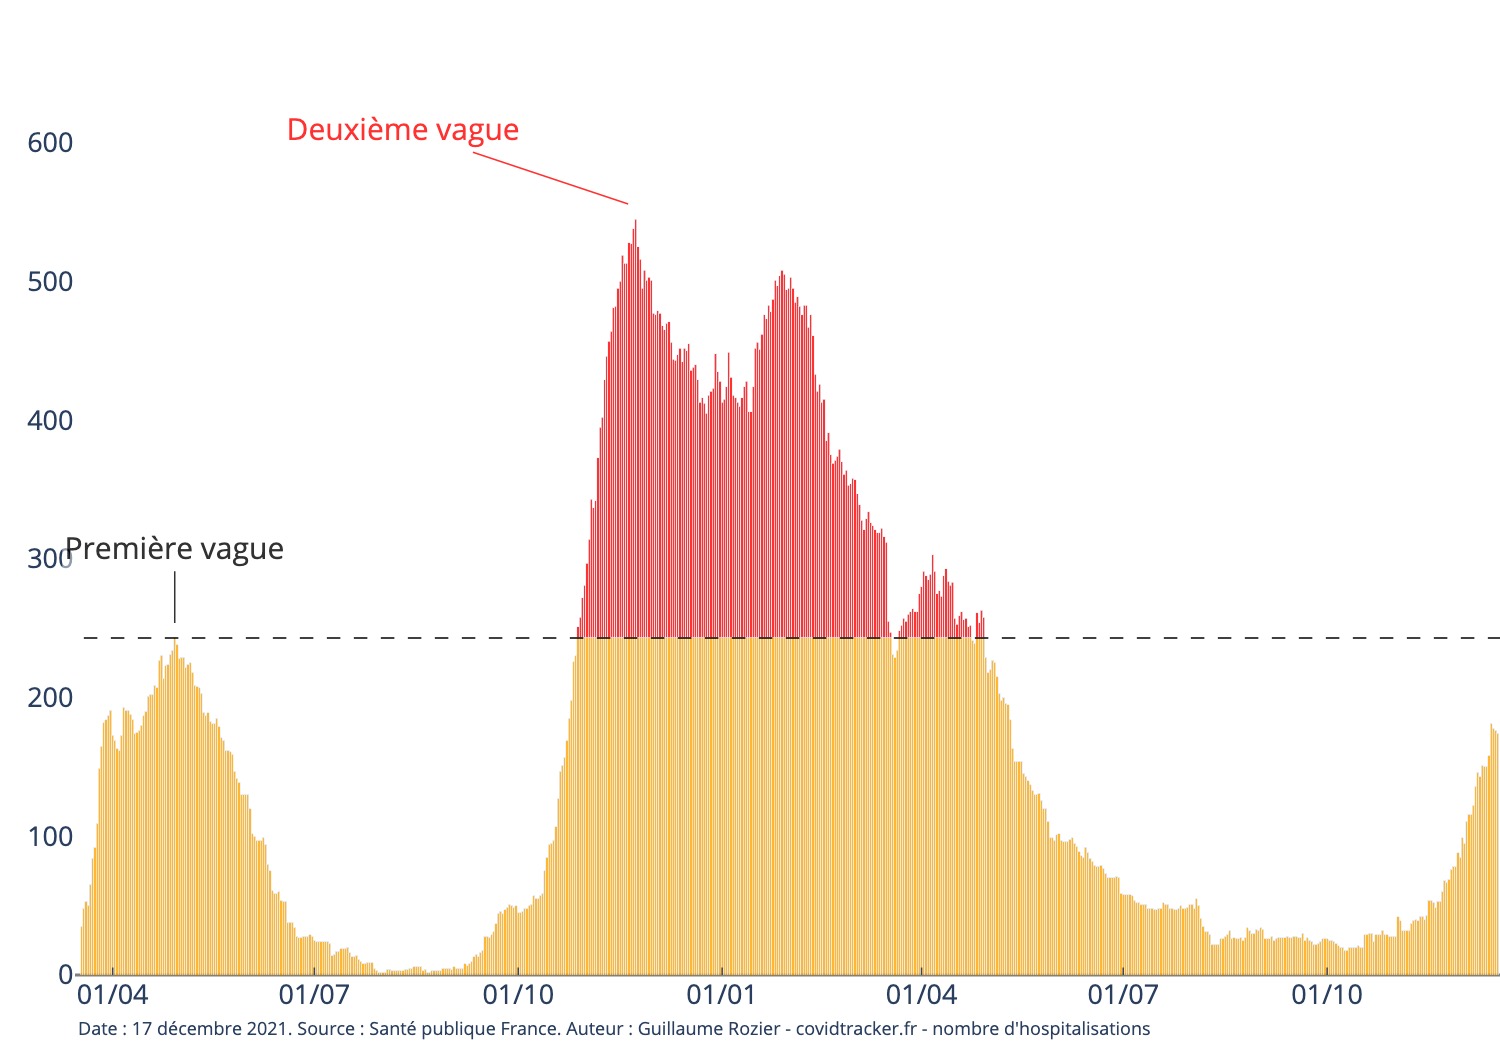 Deuxième vague
600
500
400
300
Première vague
200
100
0
01/04 01/07 01/10 01/01 01/04 01/07 01/10
Date : 17 décembre 2021. Source : Santé publique France. Auteur : Guillaume Rozier - covidtracker.fr - nombre d'hospitalisations